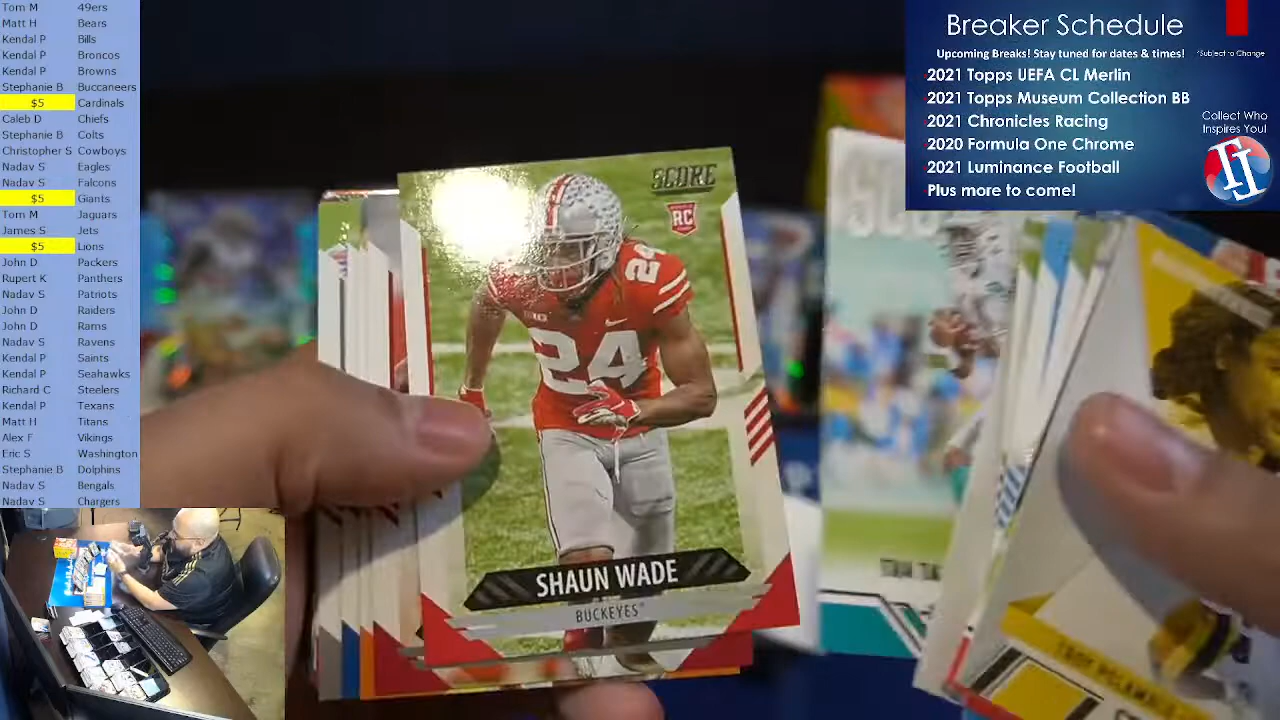 Tom M 49ers
Matt H Bears
Kendal P Bills
Kendal P Broncos
Kendal P Browns
Stephanie B Buccaneers
$5 Cardinals
Caleb D Chiefs
Stephanie B Colts
Christopher S Cowboys
Nadav S Eagles
Nadav S Falcons
$5 Giants
Tom M Jaguars
James S Jets
$5 Lions
John D Packers
Rupert K Panthers
Nadav S Patriots
John D Raiders
John D Rams
Nadav S Ravens
Kendal P Saints
Kendal P Seahawks
Richard C Steelers
Kendal P Texans
Matt H Titans
Alex F Vikings
Eric S Washington
Stephanie B Dolphins
Nadav S Bengals
Nadav S Chargers
Breaker Schedule
Upcoming Breaks! Stay tuned for dates & times!
*Subject to Change
2021 Topps UEFA CL Merlin
2021 Topps Museum Collection BB
2021 Chronicles Racing
2020 Formula One Chrome
2021 Luminance Football
Plus more to come!
Collect Who
Inspires You!
SCORE
RC
24
24
SHAUN WADE
BUCKEYES